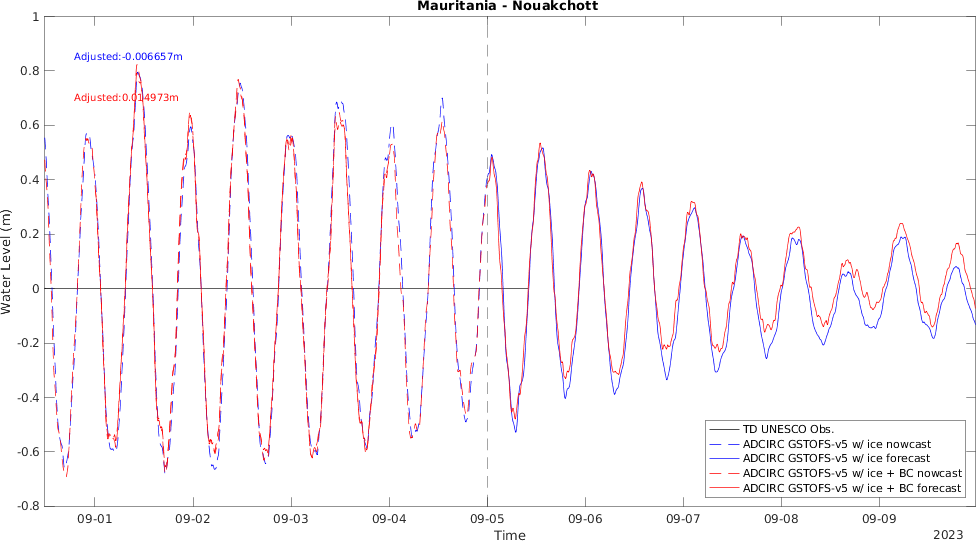 Mauritania - Nouakchott
1
0.8
0.6
0.4
0.2
0
-0.2
-0.4
-0.6
-0.8
Water Level (m)
Adjusted:-0.006657m
Adjusted:0.014973m
TD UNESCO Obs.
ADCIRC GSTOFS-v5 w/ ice nowcast
ADCIRC GSTOFS-v5 w/ ice forecast
ADCIRC GSTOFS-v5 w/ ice + BC nowcast
ADCIRC GSTOFS-v5 w/ ice + BC forecast
09-01 09-02 09-03 09-04 09-05 09-06 09-07 09-08 09-09
Time
2023